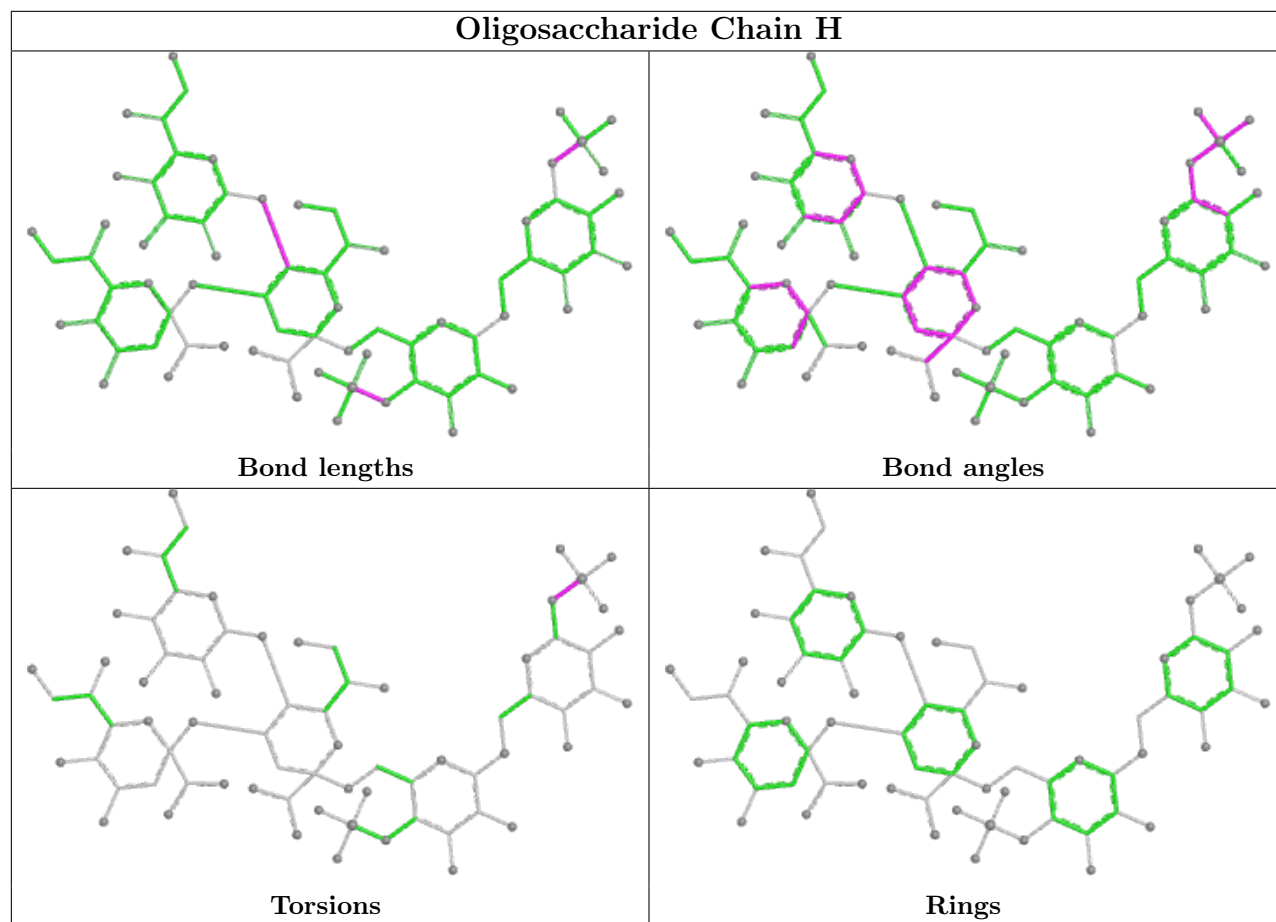 Oligosaccharide Chain H
Bond lengths
Bond angles
Torsions
Rings